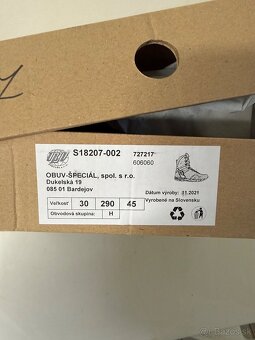 S18207-002
727217
606060
OBUV-ŠPECIÁL, spol. s r.o.
Dukelská 19
085 01 Bardejov
Dátum výroby: 01.2021
Vyrobené na Slovensku
Veľkosť 30 290 45
Obvodová skupina: H